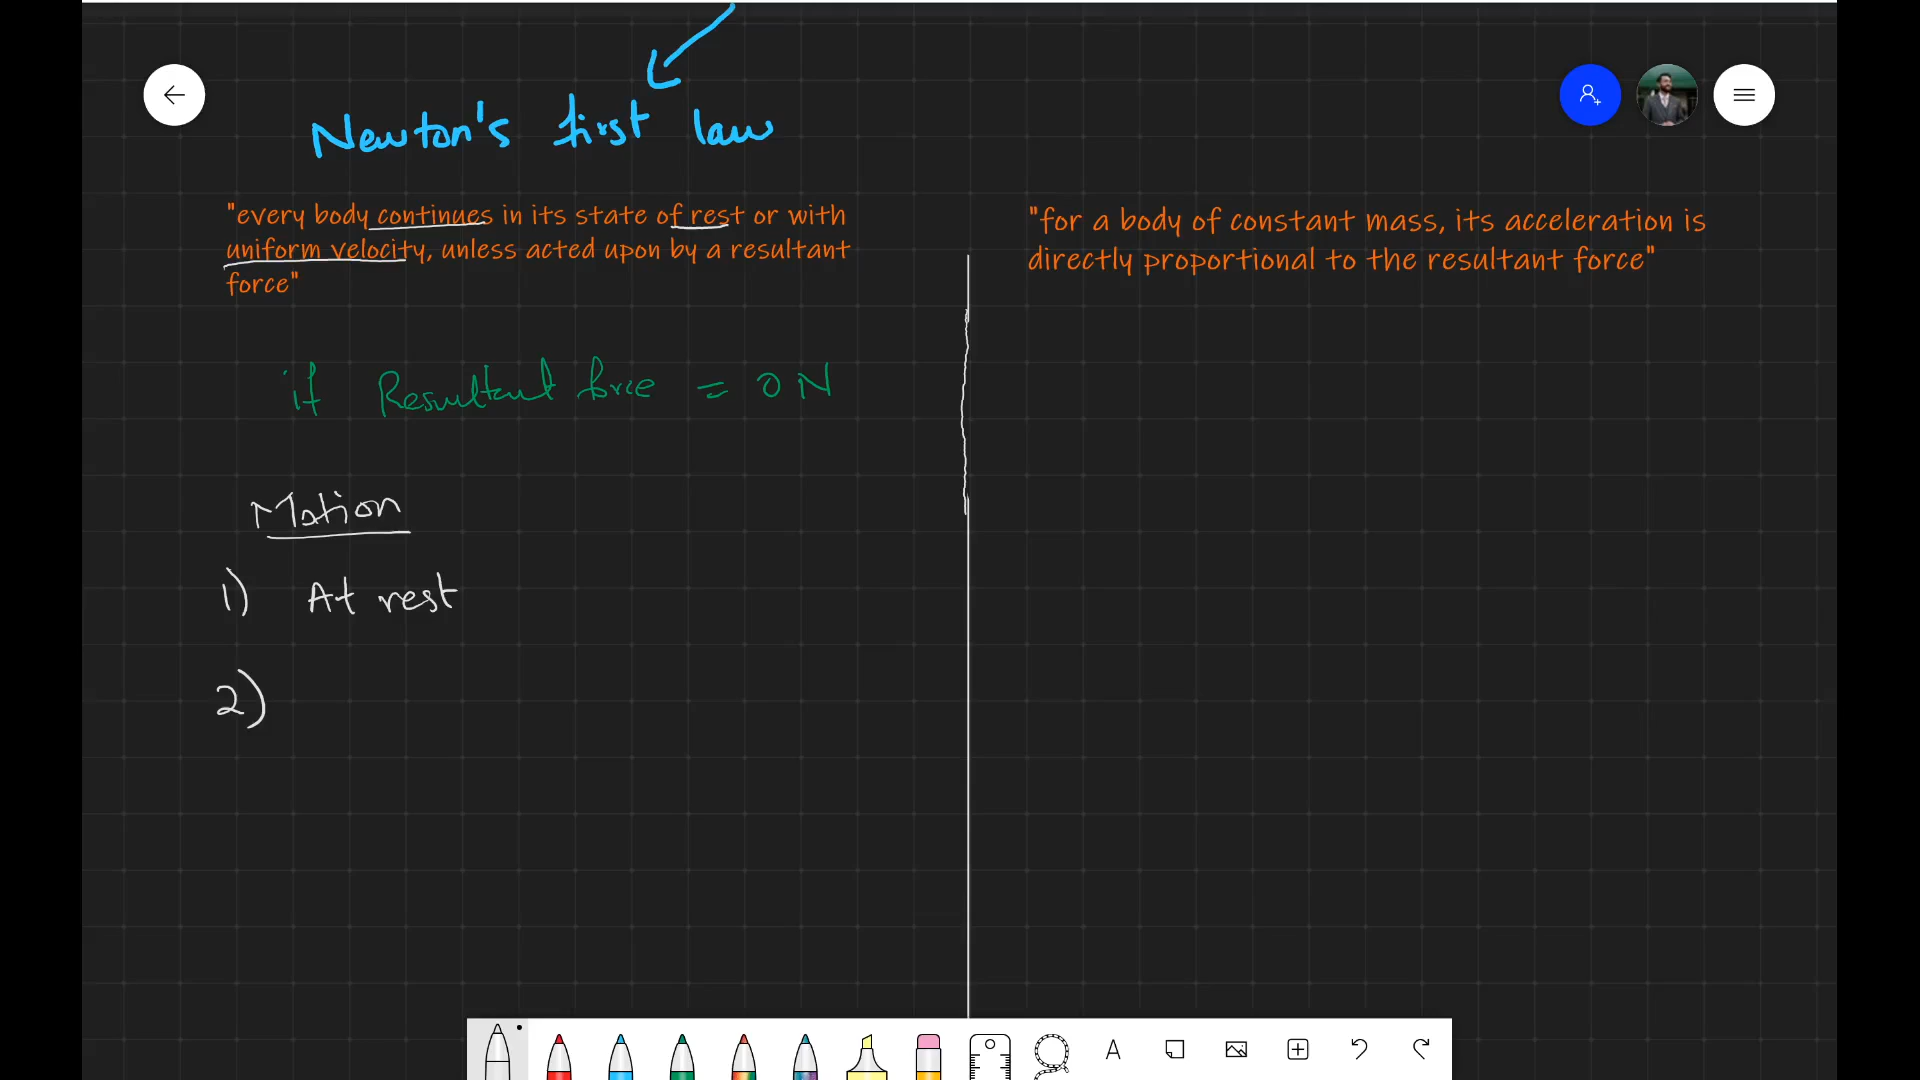 Newton's first law
"every body continues in its state of rest or with
uniform velocity, unless acted upon by a resultant
force"
if Resultant force = 0 N
Motion
1) At rest
2)
"for a body of constant mass, its acceleration is
directly proportional to the resultant force"